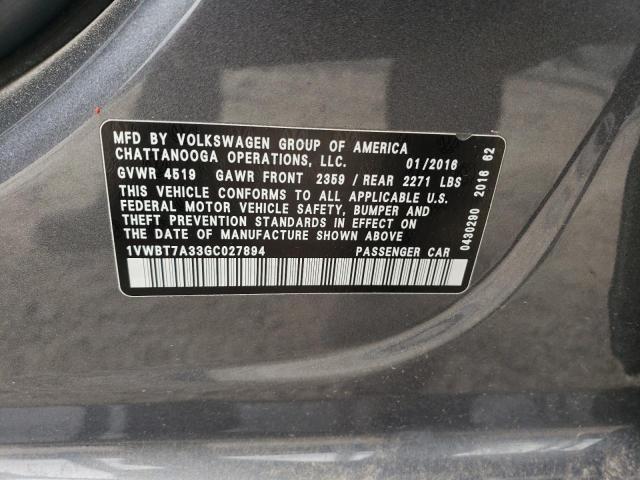 MFD BY VOLKSWAGEN GROUP OF AMERICA
CHATTANOOGA OPERATIONS, LLC. 01/2016
GVWR 4519 GAWR FRONT 2359 / REAR 2271 LBS
THIS VEHICLE CONFORMS TO ALL APPLICABLE U.S.
FEDERAL MOTOR VEHICLE SAFETY, BUMPER AND
THEFT PREVENTION STANDARDS IN EFFECT ON
THE DATE OF MANUFACTURE SHOWN ABOVE
1VWBT7A33GC027894 PASSENGER CAR
0430290 2016 62